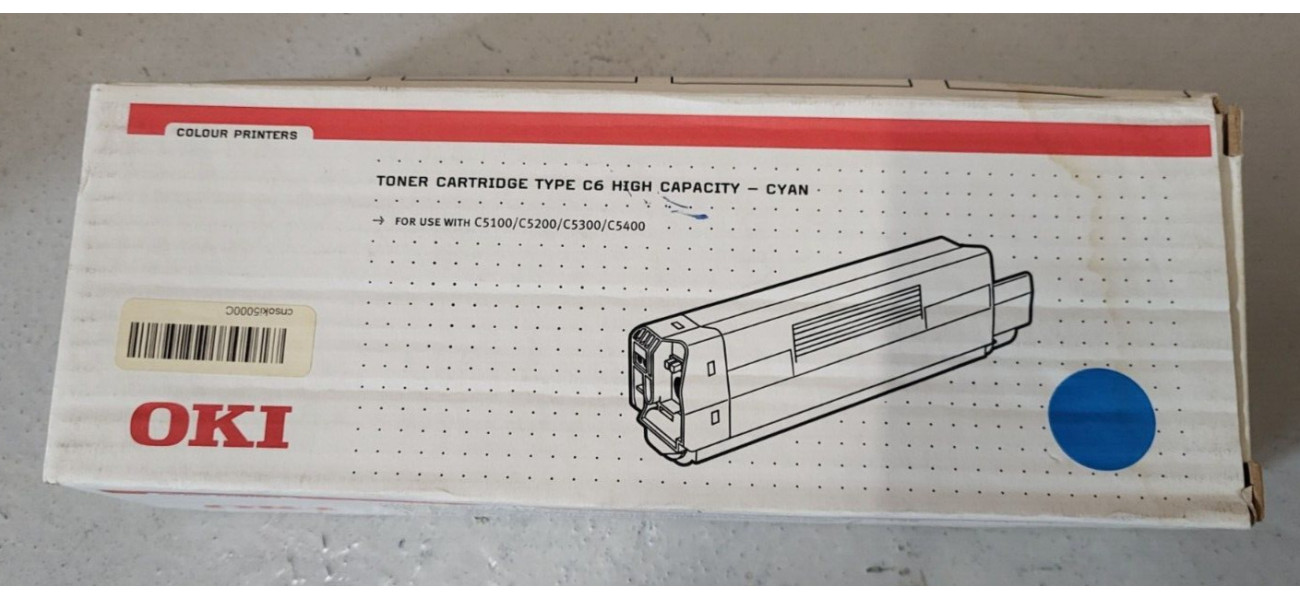 COLOUR PRINTERS
TONER CARTRIDGE TYPE C6 HIGH CAPACITY – CYAN
→ FOR USE WITH C5100/C5200/C5300/C5400
cnsoki5000C
OKI